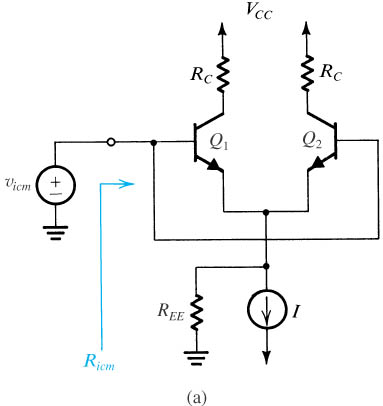 V_CC
R_C
R_C
Q_1
Q_2
v_icm
+
−
R_EE
I
R_icm
(a)